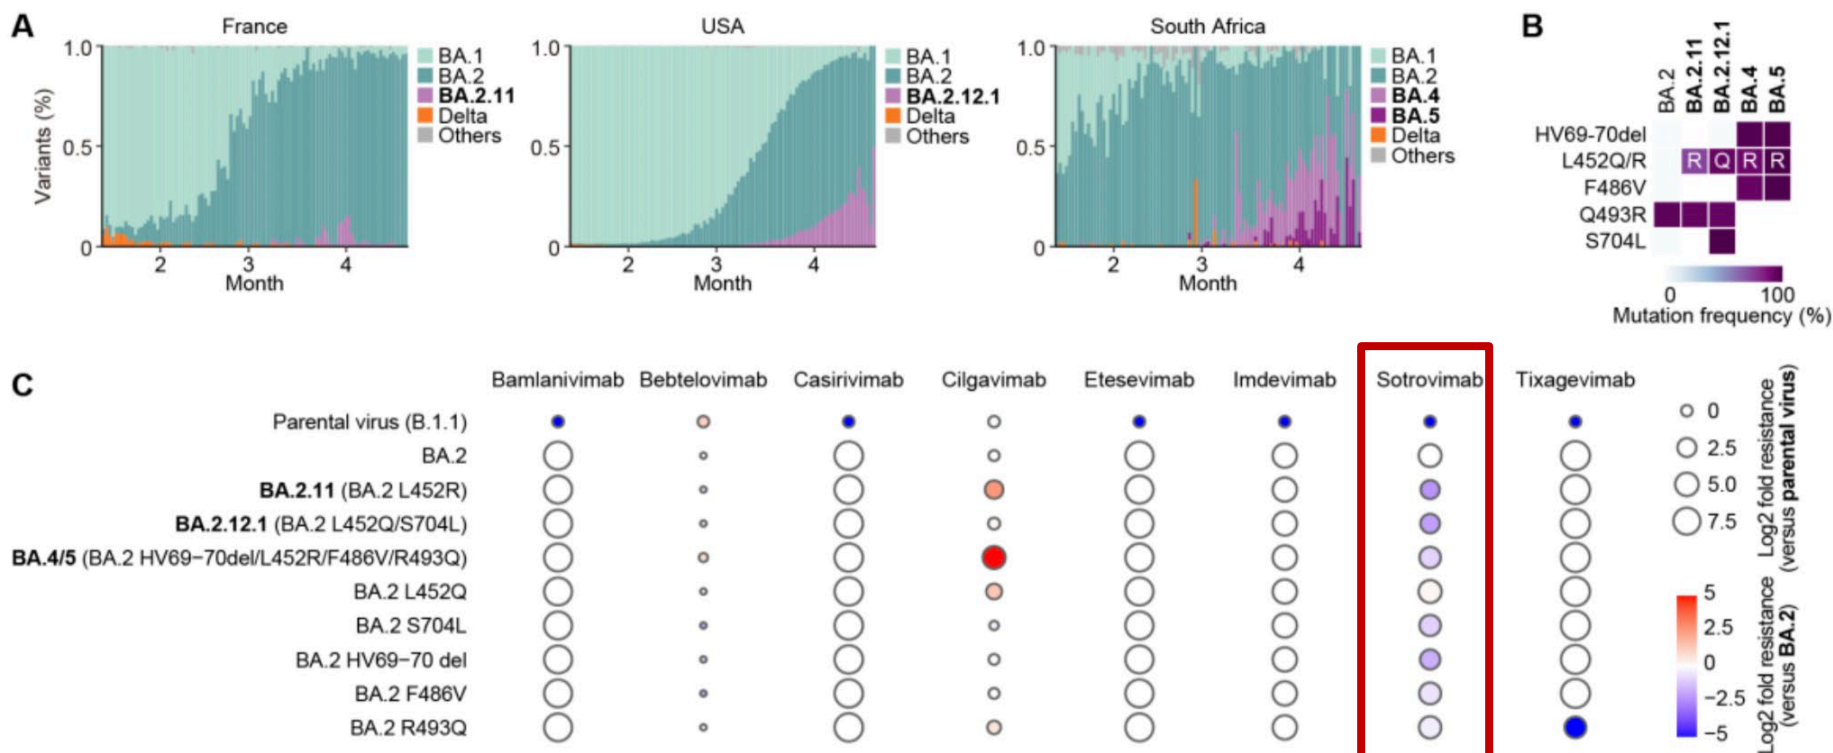 A
France
1.0
0.5
0
Variants (%)
2 3 4
Month
BA.1
BA.2
BA.2.11
Delta
Others
USA
1.0
0.5
0
2 3 4
Month
BA.1
BA.2
BA.2.12.1
Delta
Others
South Africa
1.0
0.5
0
2 3 4
Month
BA.1
BA.2
BA.4
BA.5
Delta
Others
B
BA.2 BA.2.11 BA.2.12.1 BA.4 BA.5
HV69-70del
L452Q/R R Q R R
F486V
Q493R
S704L
0 100
Mutation frequency (%)
C
Bamlanivimab Bebtelovimab Casirivimab Cilgavimab Etesevimab Imdevimab Sotrovimab Tixagevimab
Parental virus (B.1.1)
BA.2
BA.2.11 (BA.2 L452R)
BA.2.12.1 (BA.2 L452Q/S704L)
BA.4/5 (BA.2 HV69−70del/L452R/F486V/R493Q)
BA.2 L452Q
BA.2 S704L
BA.2 HV69−70 del
BA.2 F486V
BA.2 R493Q
0
2.5
5.0
7.5
Log2 fold resistance
(versus parental virus)
5
2.5
0
−2.5
−5
Log2 fold resistance
(versus BA.2)